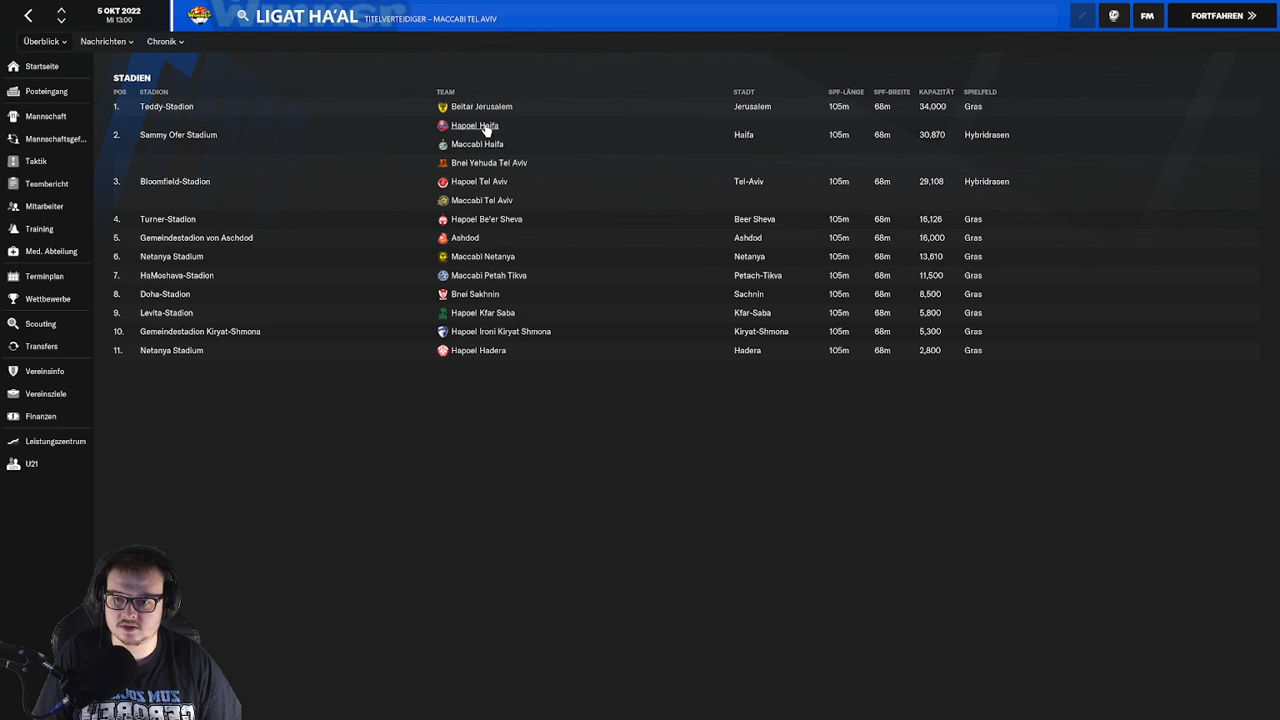 5 OKT 2022
MI 13:00
LIGAT HA'AL TITELVERTEIDIGER – MACCABI TEL AVIV
FM
FORTFAHREN
Überblick Nachrichten Chronik
Startseite
Posteingang
Mannschaft
Mannschaftsgef...
Taktik
Teambericht
Mitarbeiter
Training
Med. Abteilung
Terminplan
Wettbewerbe
Scouting
Transfers
Vereinsinfo
Vereinsziele
Finanzen
Leistungszentrum
U21
STADIEN
POS STADION TEAM STADT SPF-LÄNGE SPF-BREITE KAPAZITÄT SPIELFELD
1. Teddy-Stadion Beitar Jerusalem Jerusalem 105m 68m 34,000 Gras
Hapoel Haifa
2. Sammy Ofer Stadium Haifa 105m 68m 30,870 Hybridrasen
Maccabi Haifa
Bnei Yehuda Tel Aviv
3. Bloomfield-Stadion Hapoel Tel Aviv Tel-Aviv 105m 68m 29,108 Hybridrasen
Maccabi Tel Aviv
4. Turner-Stadion Hapoel Be'er Sheva Beer Sheva 105m 68m 16,126 Gras
5. Gemeindestadion von Aschdod Ashdod Ashdod 105m 68m 16,000 Gras
6. Netanya Stadium Maccabi Netanya Netanya 105m 68m 13,610 Gras
7. HaMoshava-Stadion Maccabi Petah Tikva Petach-Tikva 105m 68m 11,500 Gras
8. Doha-Stadion Bnei Sakhnin Sachnin 105m 68m 8,500 Gras
9. Levita-Stadion Hapoel Kfar Saba Kfar-Saba 105m 68m 5,800 Gras
10. Gemeindestadion Kiryat-Shmona Hapoel Ironi Kiryat Shmona Kiryat-Shmona 105m 68m 5,300 Gras
11. Netanya Stadium Hapoel Hadera Hadera 105m 68m 2,800 Gras
ZUM ZOCKEN
GEBOREN